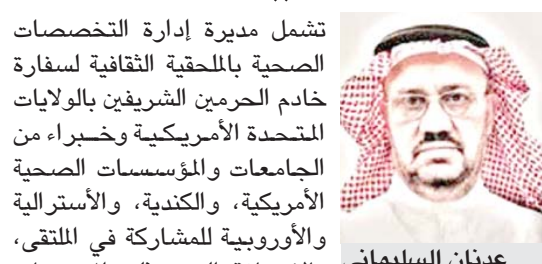 تشمل مديرة إدارة التخصصات
الصحية بالملحقية الثقافية لسفارة
خادم الحرمين الشريفين بالولايات
المتحدة الأمريكية وخبراء من
الجامعات والمؤسسات الصحية
الأمريكية، والكندية، والأسترالية
والأوروبية للمشاركة في الملتقى،
عدنان السليماني